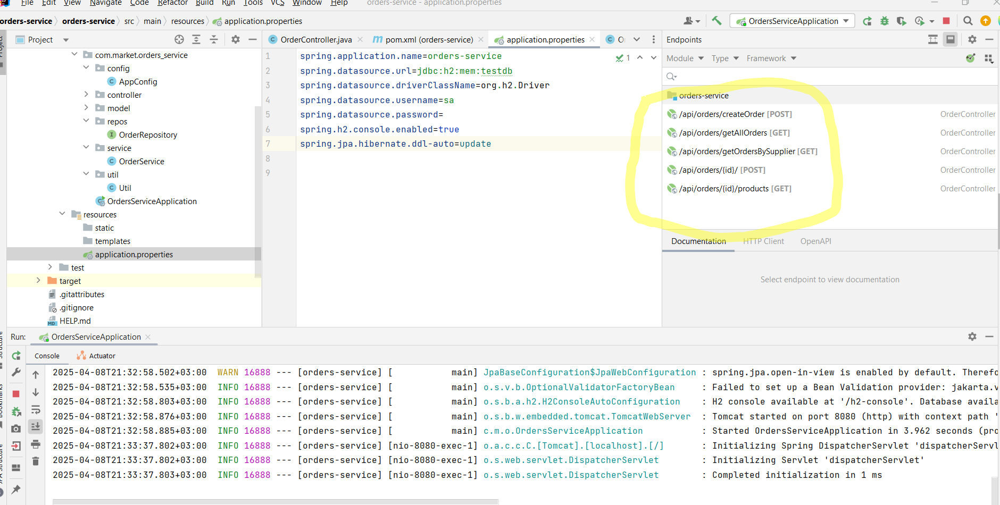 File Edit View Navigate Code Refactor Build Run Tools VCS Window Help orders-service - application.properties
orders-service orders-service src main resources application.properties OrdersServiceApplication
Project
OrderController.java pom.xml (orders-service) application.properties
Endpoints
com.market.orders_service
config
AppConfig
controller
model
repos
OrderRepository
service
OrderService
util
Util
OrdersServiceApplication
resources
static
templates
application.properties
test
target
.gitattributes
.gitignore
HELP.md
1 spring.application.name=orders-service
2 spring.datasource.url=jdbc:h2:mem:testdb
3 spring.datasource.driverClassName=org.h2.Driver
4 spring.datasource.username=sa
5 spring.datasource.password=
6 spring.h2.console.enabled=true
7 spring.jpa.hibernate.ddl-auto=update
8
9
1
Module Type Framework
orders-service
/api/orders/createOrder [POST] OrderController
/api/orders/getAllOrders [GET] OrderController
/api/orders/getOrdersBySupplier [GET] OrderController
/api/orders/{id}/ [POST] OrderController
/api/orders/{id}/products [GET] OrderController
Documentation HTTP Client OpenAPI
Select endpoint to view documentation
Run: OrdersServiceApplication
Console Actuator
2025-04-08T21:32:58.502+03:00 WARN 16888 --- [orders-service] [ main] JpaBaseConfiguration$JpaWebConfiguration : spring.jpa.open-in-view is enabled by default. Therefo
2025-04-08T21:32:58.535+03:00 INFO 16888 --- [orders-service] [ main] o.s.v.b.OptionalValidatorFactoryBean : Failed to set up a Bean Validation provider: jakarta.v
2025-04-08T21:32:58.803+03:00 INFO 16888 --- [orders-service] [ main] o.s.b.a.h2.H2ConsoleAutoConfiguration : H2 console available at '/h2-console'. Database availa
2025-04-08T21:32:58.876+03:00 INFO 16888 --- [orders-service] [ main] o.s.b.w.embedded.tomcat.TomcatWebServer : Tomcat started on port 8080 (http) with context path '
2025-04-08T21:32:58.885+03:00 INFO 16888 --- [orders-service] [ main] c.m.o.OrdersServiceApplication : Started OrdersServiceApplication in 3.962 seconds (pro
2025-04-08T21:33:37.802+03:00 INFO 16888 --- [orders-service] [nio-8080-exec-1] o.a.c.c.C.[Tomcat].[localhost].[/] : Initializing Spring DispatcherServlet 'dispatcherServl
2025-04-08T21:33:37.802+03:00 INFO 16888 --- [orders-service] [nio-8080-exec-1] o.s.web.servlet.DispatcherServlet : Initializing Servlet 'dispatcherServlet'
2025-04-08T21:33:37.803+03:00 INFO 16888 --- [orders-service] [nio-8080-exec-1] o.s.web.servlet.DispatcherServlet : Completed initialization in 1 ms